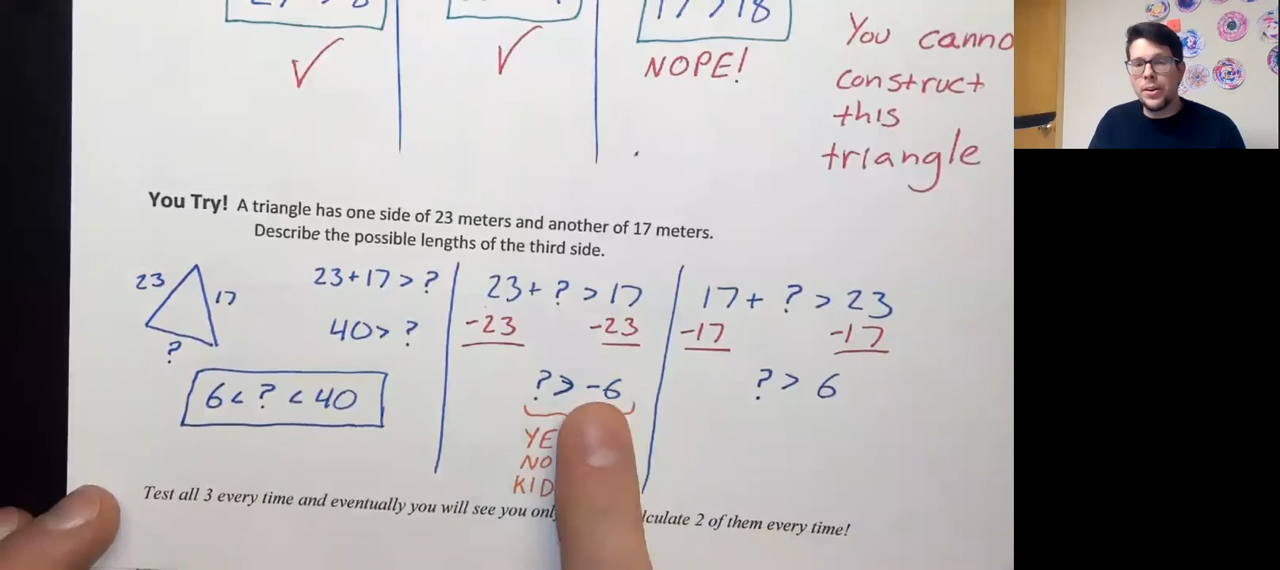 17 > 18
NOPE!
You canno
construct
this
triangle
You Try! A triangle has one side of 23 meters and another of 17 meters.
Describe the possible lengths of the third side.
23
17
?
23+17 > ?
40 > ?
6 < ? < 40
23 + ? > 17
-23 -23
? > -6
YE
NO
KID
17 + ? > 23
-17 -17
? > 6
Test all 3 every time and eventually you will see you only lculate 2 of them every time!